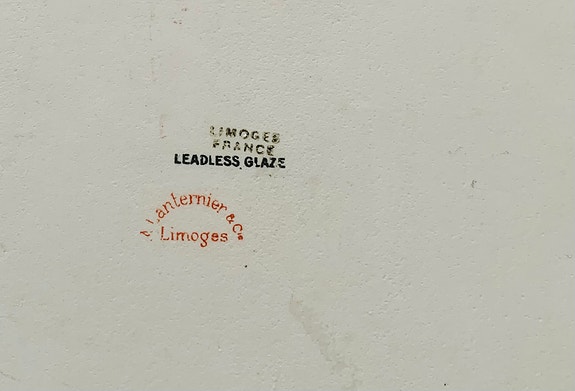 LIMOGES
FRANCE
LEADLESS GLAZE
A. Lanternier & Cie
Limoges